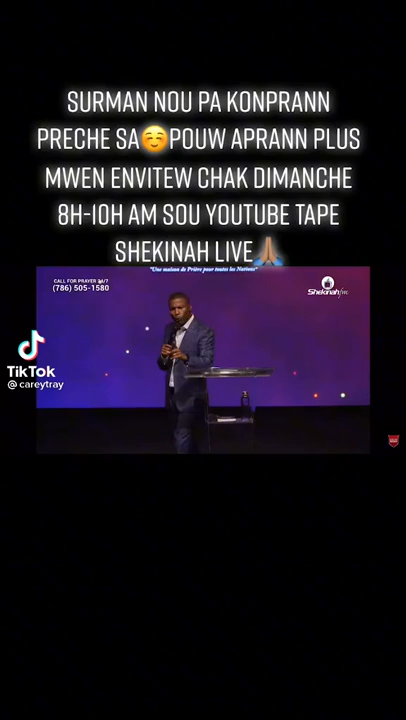 SURMAN NOU PA KONPRANN
PRECHE SA☺️POUW APRANN PLUS
MWEN ENVITEW CHAK DIMANCHE
8H-10H AM SOU YOUTUBE TAPE
SHEKINAH LIVE🙏🏽
"Une maison de Prière pour toutes les Nations"
CALL FOR PRAYER 24/7
(786) 505-1580
Shekinah fm
TikTok
@careytray